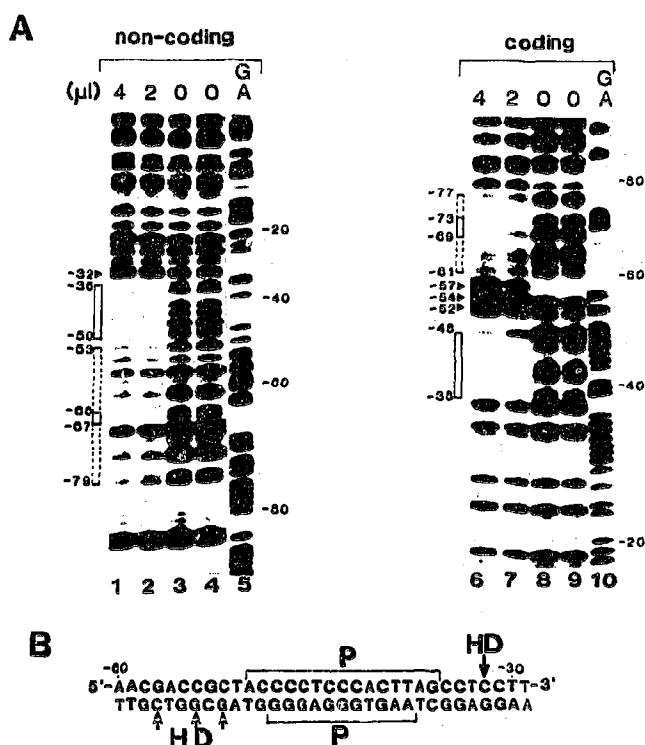 A
non-coding
coding
G
(µl) 4 2 0 0 A
G
4 2 0 0 A
-32
-36
-50
-53
-66
-67
-79
-20
-40
-60
-80
-77
-73
-69
-61
-57
-54
-52
-48
-38
-80
-60
-40
-20
1 2 3 4 5
6 7 8 9 10
B
-60 P HD -30
5'-AACGACCGCTACCCCTCCCACTTAGCCTCCTT-3'
TTGCTGGCGATGGGGAGGGTGAATCGGAGGAA
HD P